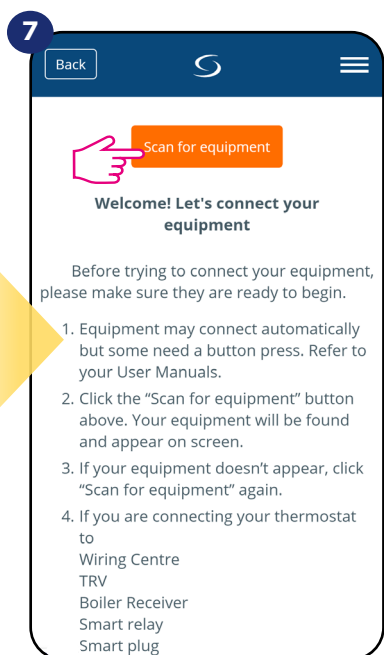 7
Back
Scan for equipment
Welcome! Let's connect your
equipment
Before trying to connect your equipment,
please make sure they are ready to begin.
1. Equipment may connect automatically
but some need a button press. Refer to
your User Manuals.
2. Click the “Scan for equipment” button
above. Your equipment will be found
and appear on screen.
3. If your equipment doesn’t appear, click
“Scan for equipment” again.
4. If you are connecting your thermostat
to
Wiring Centre
TRV
Boiler Receiver
Smart relay
Smart plug